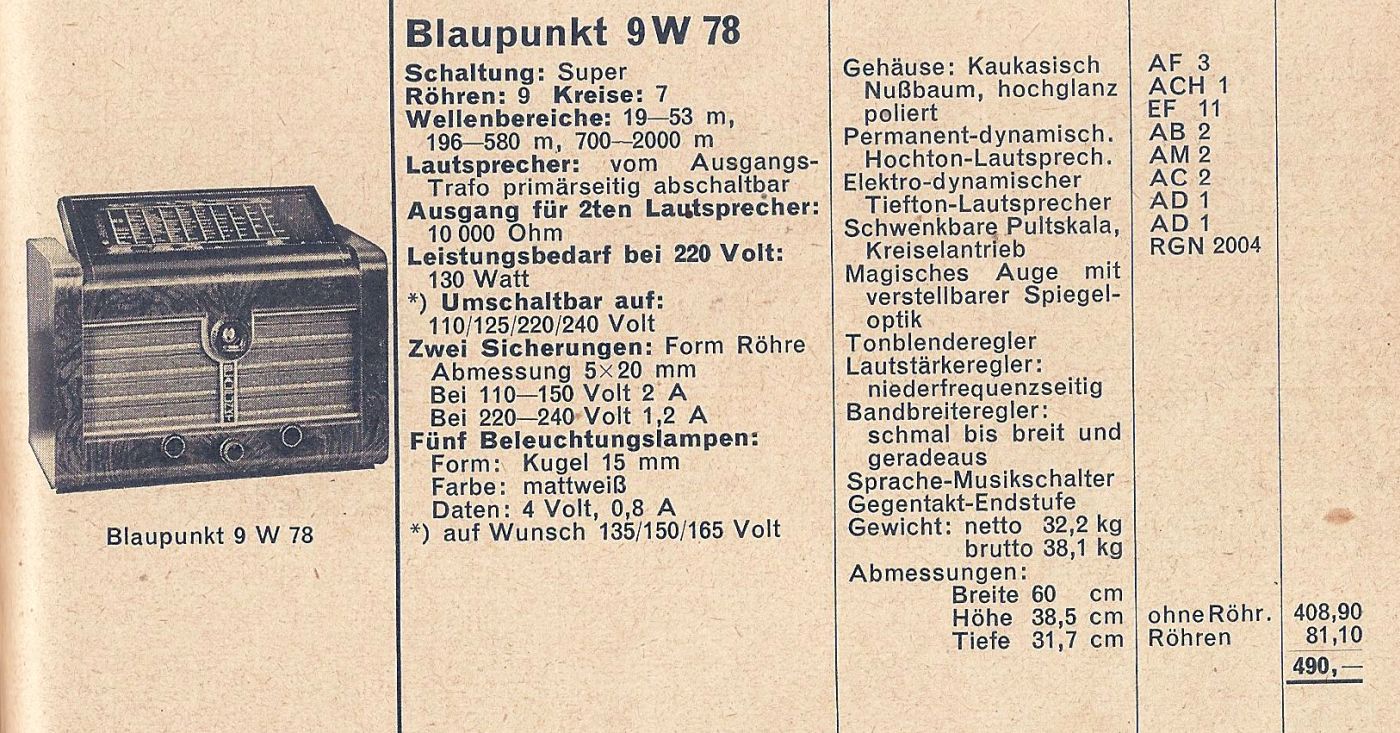 Blaupunkt 9 W 78
Blaupunkt 9 W 78
Schaltung: Super
Röhren: 9 Kreise: 7
Wellenbereiche: 19—53 m,
196—580 m, 700—2000 m
Lautsprecher: vom Ausgangs-
Trafo primärseitig abschaltbar
Ausgang für 2ten Lautsprecher:
10 000 Ohm
Leistungsbedarf bei 220 Volt:
130 Watt
*) Umschaltbar auf:
110/125/220/240 Volt
Zwei Sicherungen: Form Röhre
Abmessung 5×20 mm
Bei 110—150 Volt 2 A
Bei 220—240 Volt 1,2 A
Fünf Beleuchtungslampen:
Form: Kugel 15 mm
Farbe: mattweiß
Daten: 4 Volt, 0,8 A
*) auf Wunsch 135/150/165 Volt
Gehäuse: Kaukasisch
Nußbaum, hochglanz
poliert
Permanent-dynamisch.
Hochton-Lautsprech.
Elektro-dynamischer
Tiefton-Lautsprecher
Schwenkbare Pultskala,
Kreiselantrieb
Magisches Auge mit
verstellbarer Spiegel-
optik
Tonblenderegler
Lautstärkeregler:
niederfrequenzseitig
Bandbreiteregler:
schmal bis breit und
geradeaus
Sprache-Musikschalter
Gegentakt-Endstufe
Gewicht: netto 32,2 kg
brutto 38,1 kg
Abmessungen:
Breite 60 cm
Höhe 38,5 cm
Tiefe 31,7 cm
AF 3
ACH 1
EF 11
AB 2
AM 2
AC 2
AD 1
AD 1
RGN 2004
ohne Röhr. 408,90
Röhren 81,10
490,—